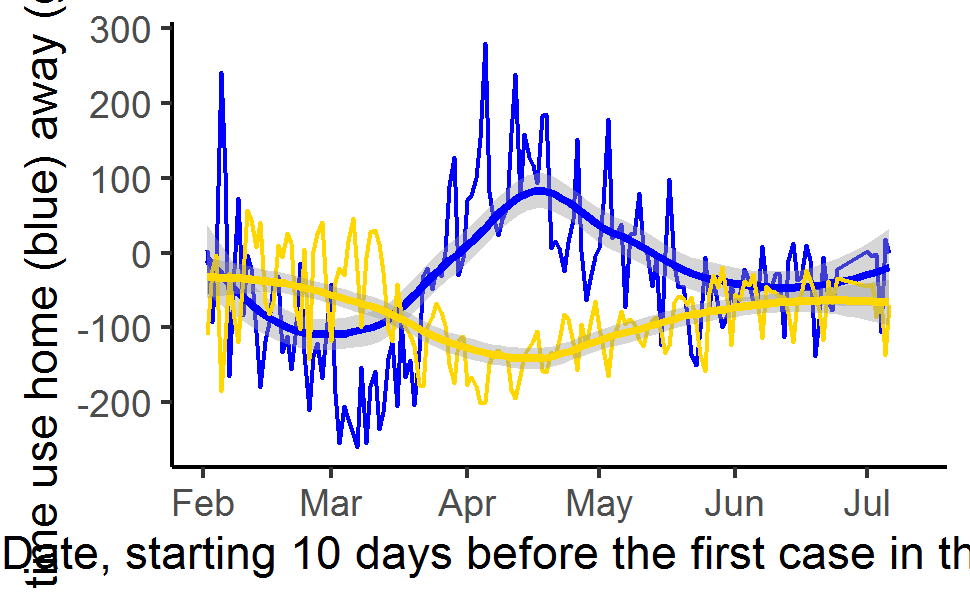 time use home (blue) away (g
300
200
100
0
-100
-200
Feb Mar Apr May Jun Jul
Date, starting 10 days before the first case in th